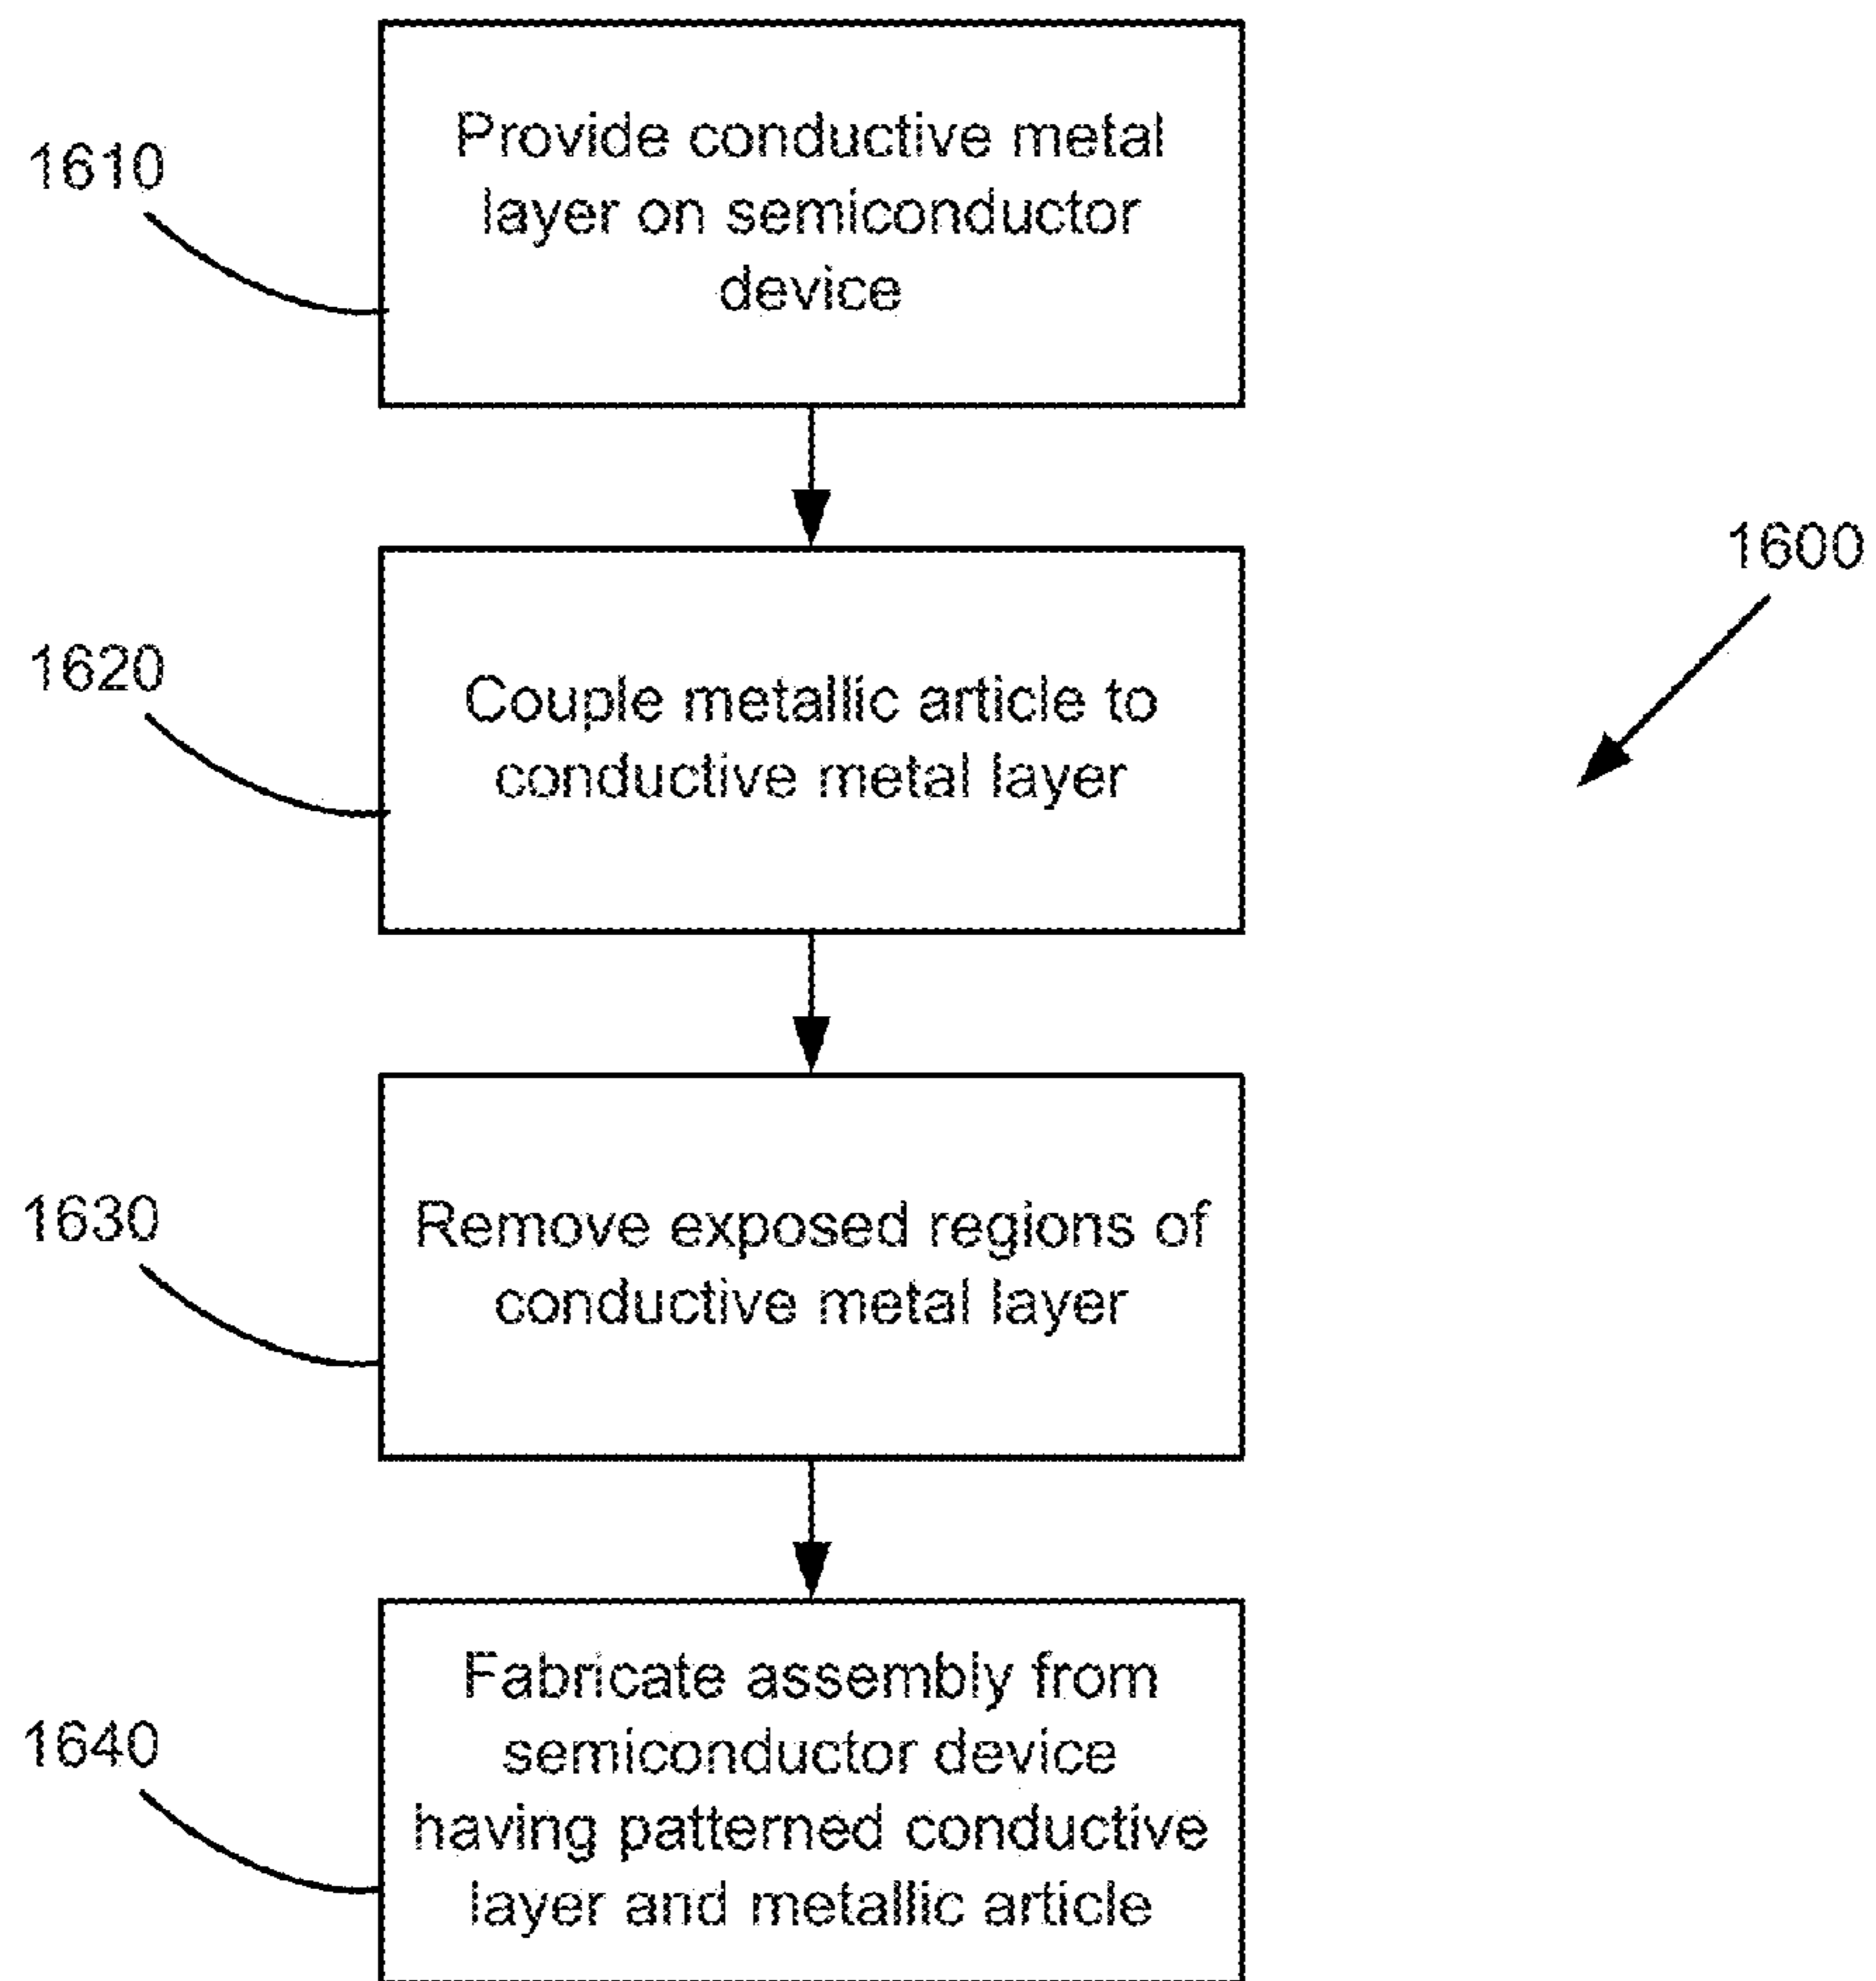 1610
Provide conductive metal
layer on semiconductor
device
1600
1620
Couple metallic article to
conductive metal layer
1630
Remove exposed regions of
conductive metal layer
1640
Fabricate assembly from
semiconductor device
having patterned conductive
layer and metallic article